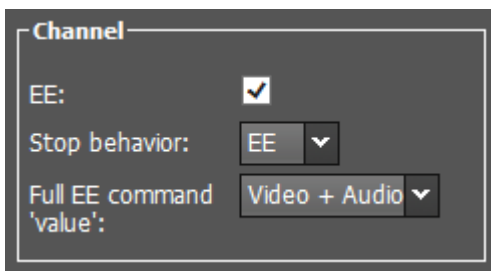 Channel
EE:
Stop behavior: EE
Full EE command Video + Audio
'value':